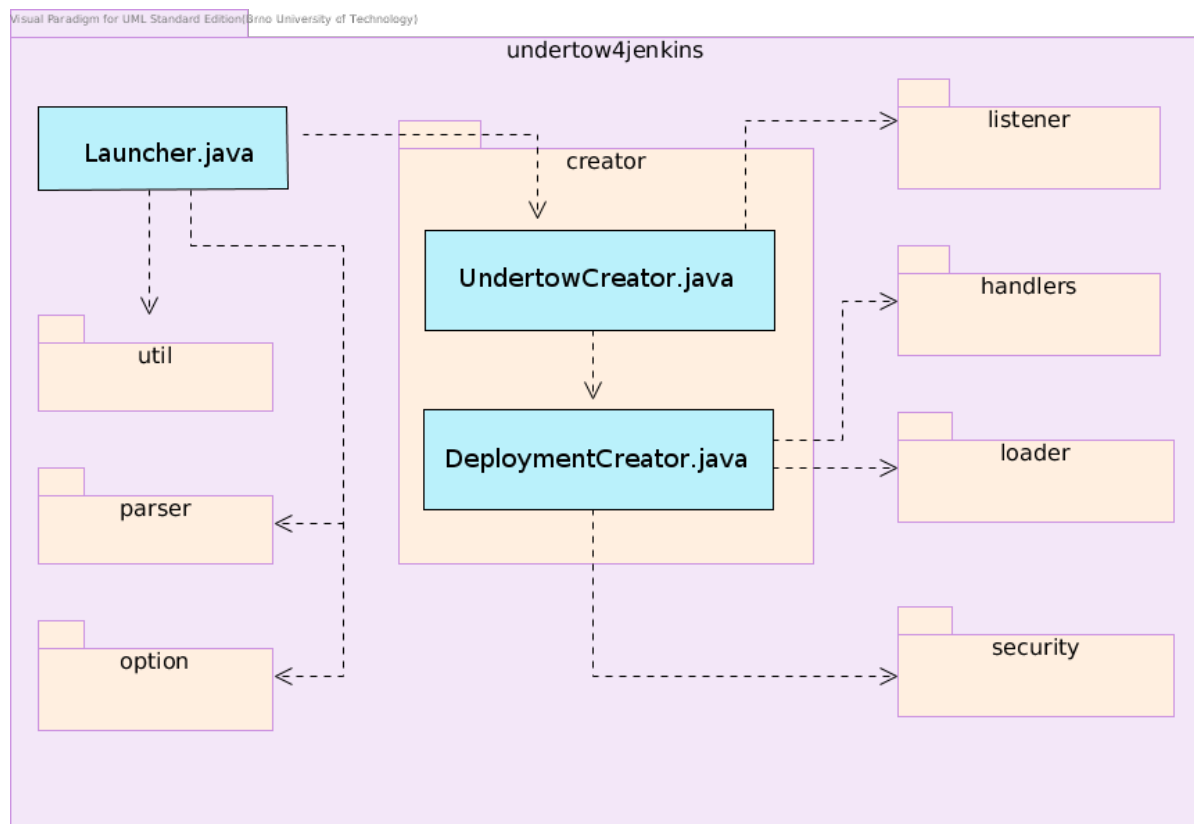 Visual Paradigm for UML Standard Edition(Brno University of Technology)
undertow4jenkins
Launcher.java
creator
listener
UndertowCreator.java
handlers
util
DeploymentCreator.java
loader
parser
option
security